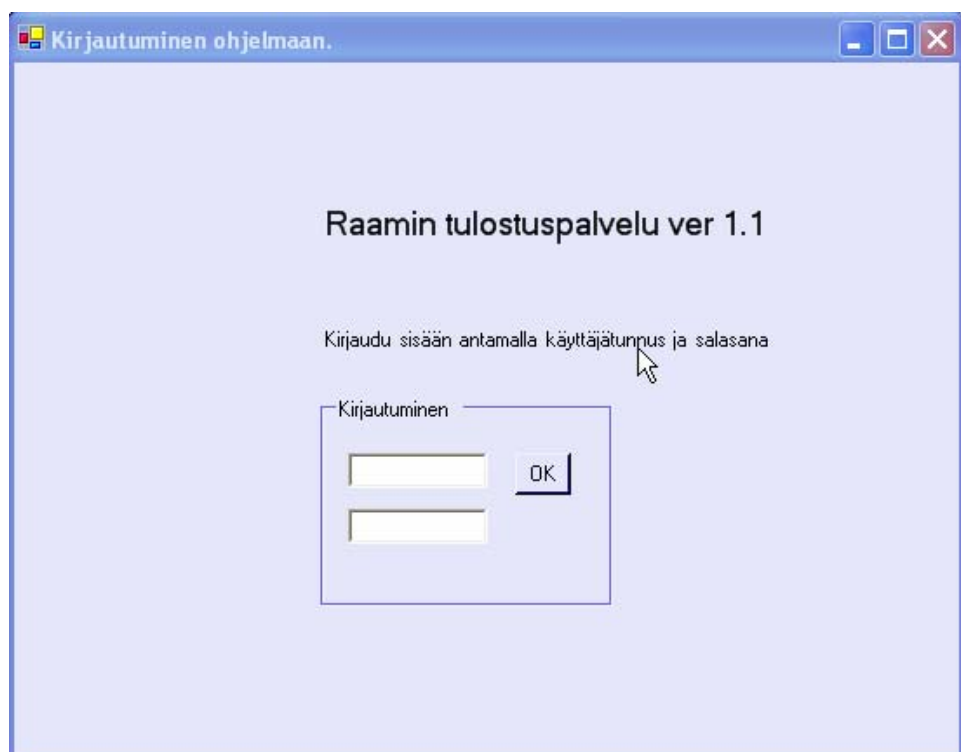 Kirjautuminen ohjelmaan.
Raamin tulostuspalvelu ver 1.1
Kirjaudu sisään antamalla käyttäjätunnus ja salasana
Kirjautuminen
OK